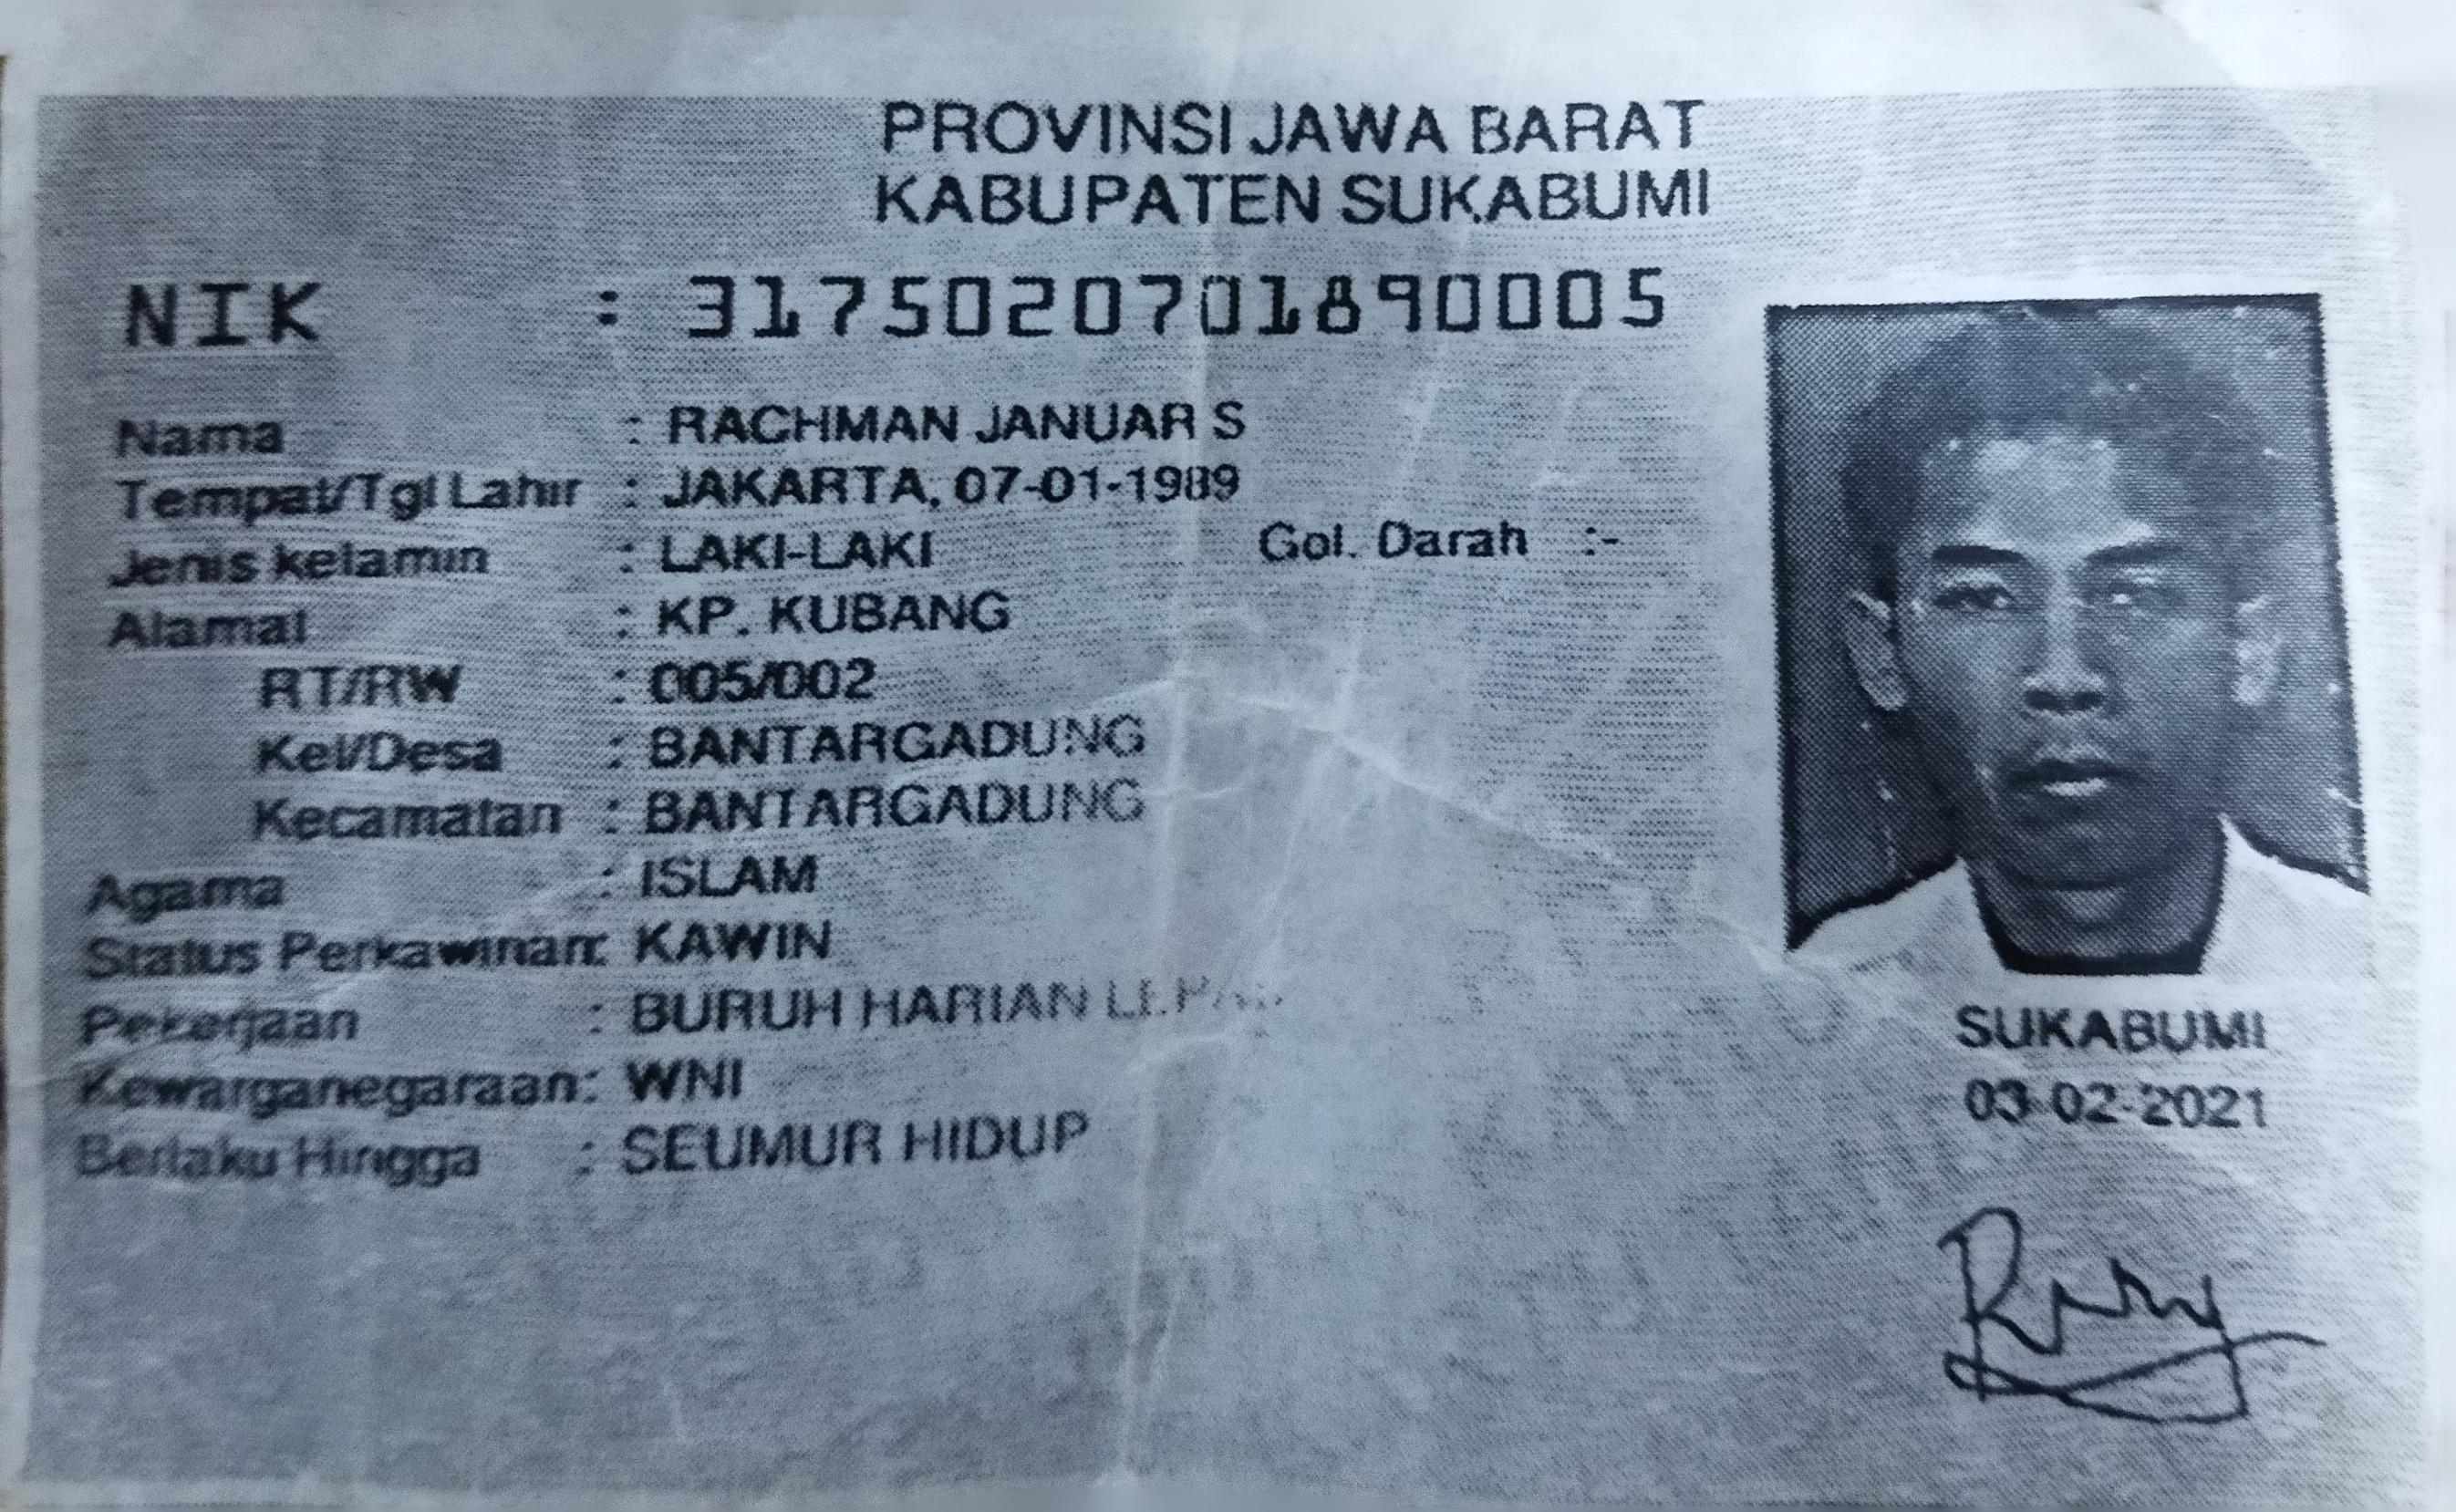 PROVINSI JAWA BARAT
KABUPATEN SUKABUMI
NIK : 3175020701890005
Nama : RACHMAN JANUAR S
Tempat/Tgl Lahir : JAKARTA, 07-01-1989
Jenis kelamin : LAKI-LAKI Gol. Darah :-
Alamat : KP. KUBANG
RT/RW : 005/002
Kel/Desa : BANTARGADUNG
Kecamatan : BANTARGADUNG
Agama : ISLAM
Status Perkawinan: KAWIN
Pekerjaan : BURUH HARIAN
Kewarganegaraan: WNI
Berlaku Hingga : SEUMUR HIDUP
SUKABUMI
03-02-2021